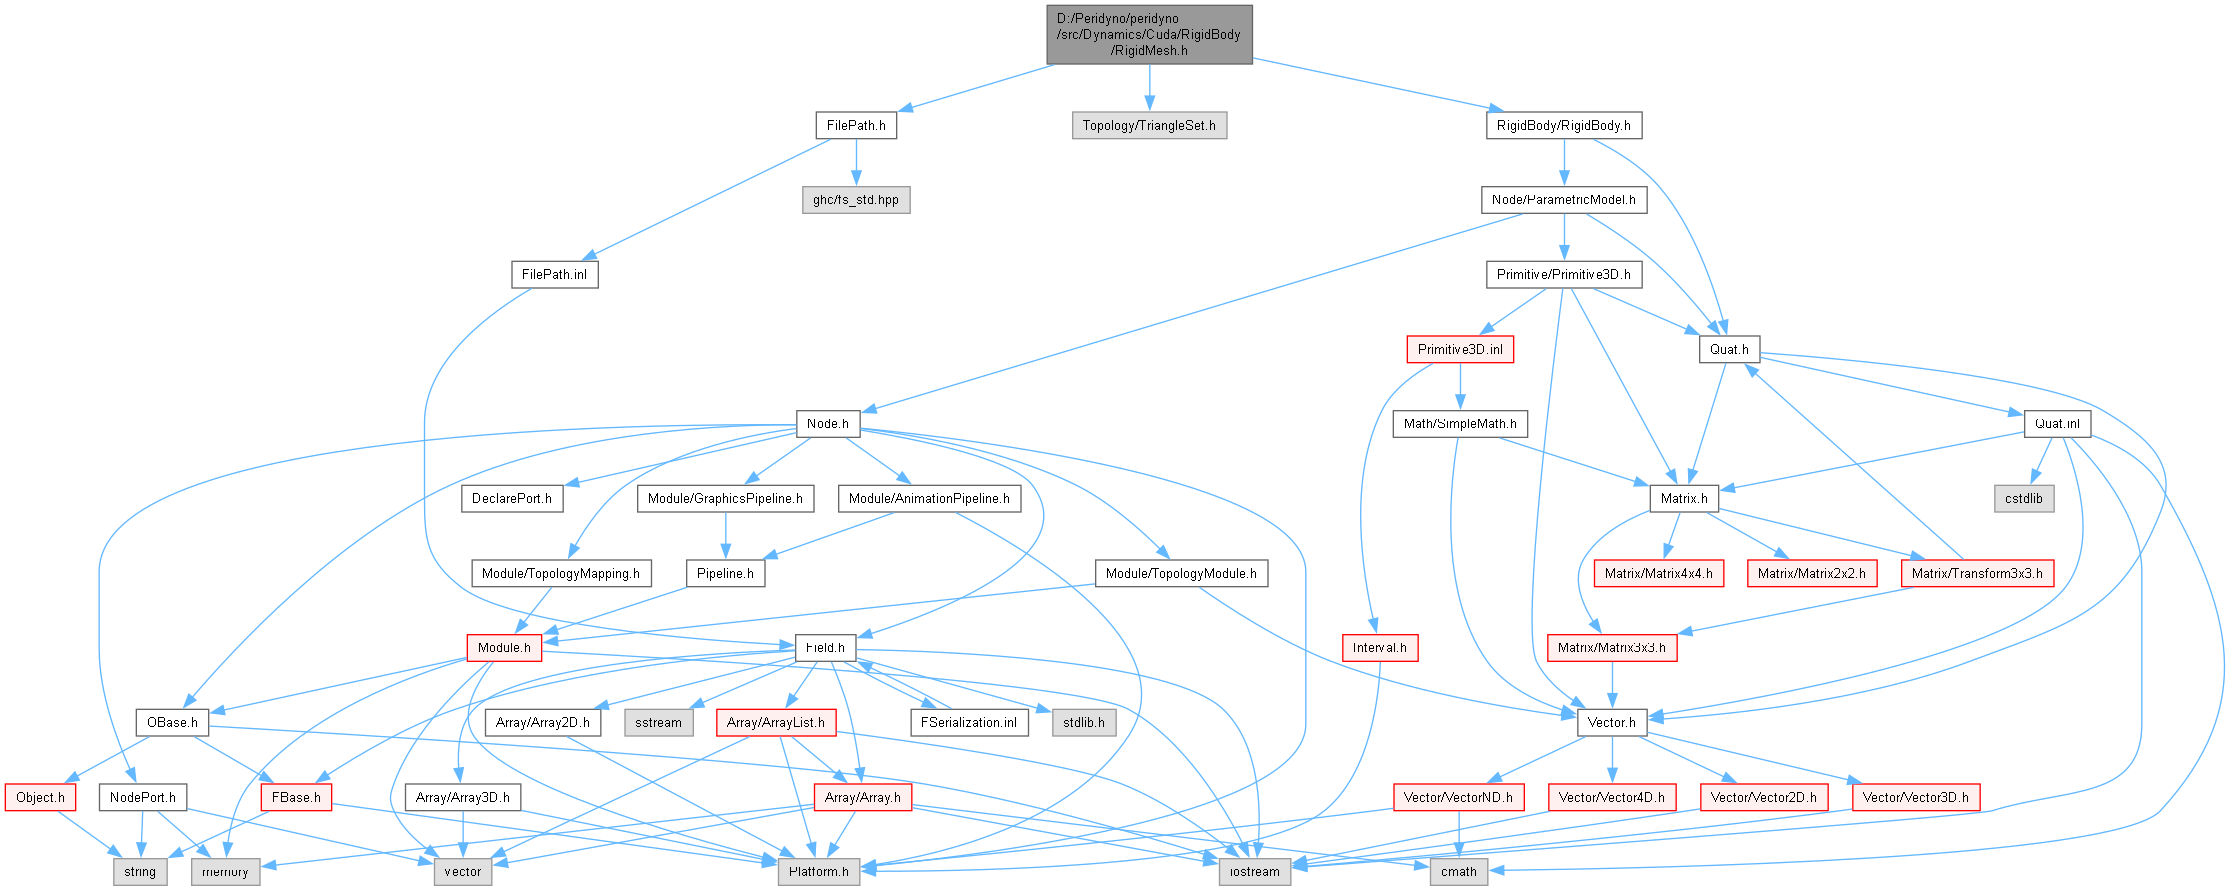 D:/Peridyno/peridyno
/src/Dynamics/Cuda/RigidBody
/RigidMesh.h
FilePath.h
Topology/TriangleSet.h
RigidBody/RigidBody.h
ghc/fs_std.hpp
Node/ParametricModel.h
FilePath.inl
Primitive/Primitive3D.h
Primitive3D.inl
Quat.h
Node.h
Math/SimpleMath.h
Quat.inl
DeclarePort.h
Module/GraphicsPipeline.h
Module/AnimationPipeline.h
Matrix.h
cstdlib
Module/TopologyMapping.h
Pipeline.h
Module/TopologyModule.h
Matrix/Matrix4x4.h
Matrix/Matrix2x2.h
Matrix/Transform3x3.h
Module.h
Field.h
Interval.h
Matrix/Matrix3x3.h
OBase.h
Array/Array2D.h
sstream
Array/ArrayList.h
FSerialization.inl
stdlib.h
Vector.h
Object.h
NodePort.h
FBase.h
Array/Array3D.h
Array/Array.h
Vector/VectorND.h
Vector/Vector4D.h
Vector/Vector2D.h
Vector/Vector3D.h
string
memory
vector
Platform.h
iostream
cmath